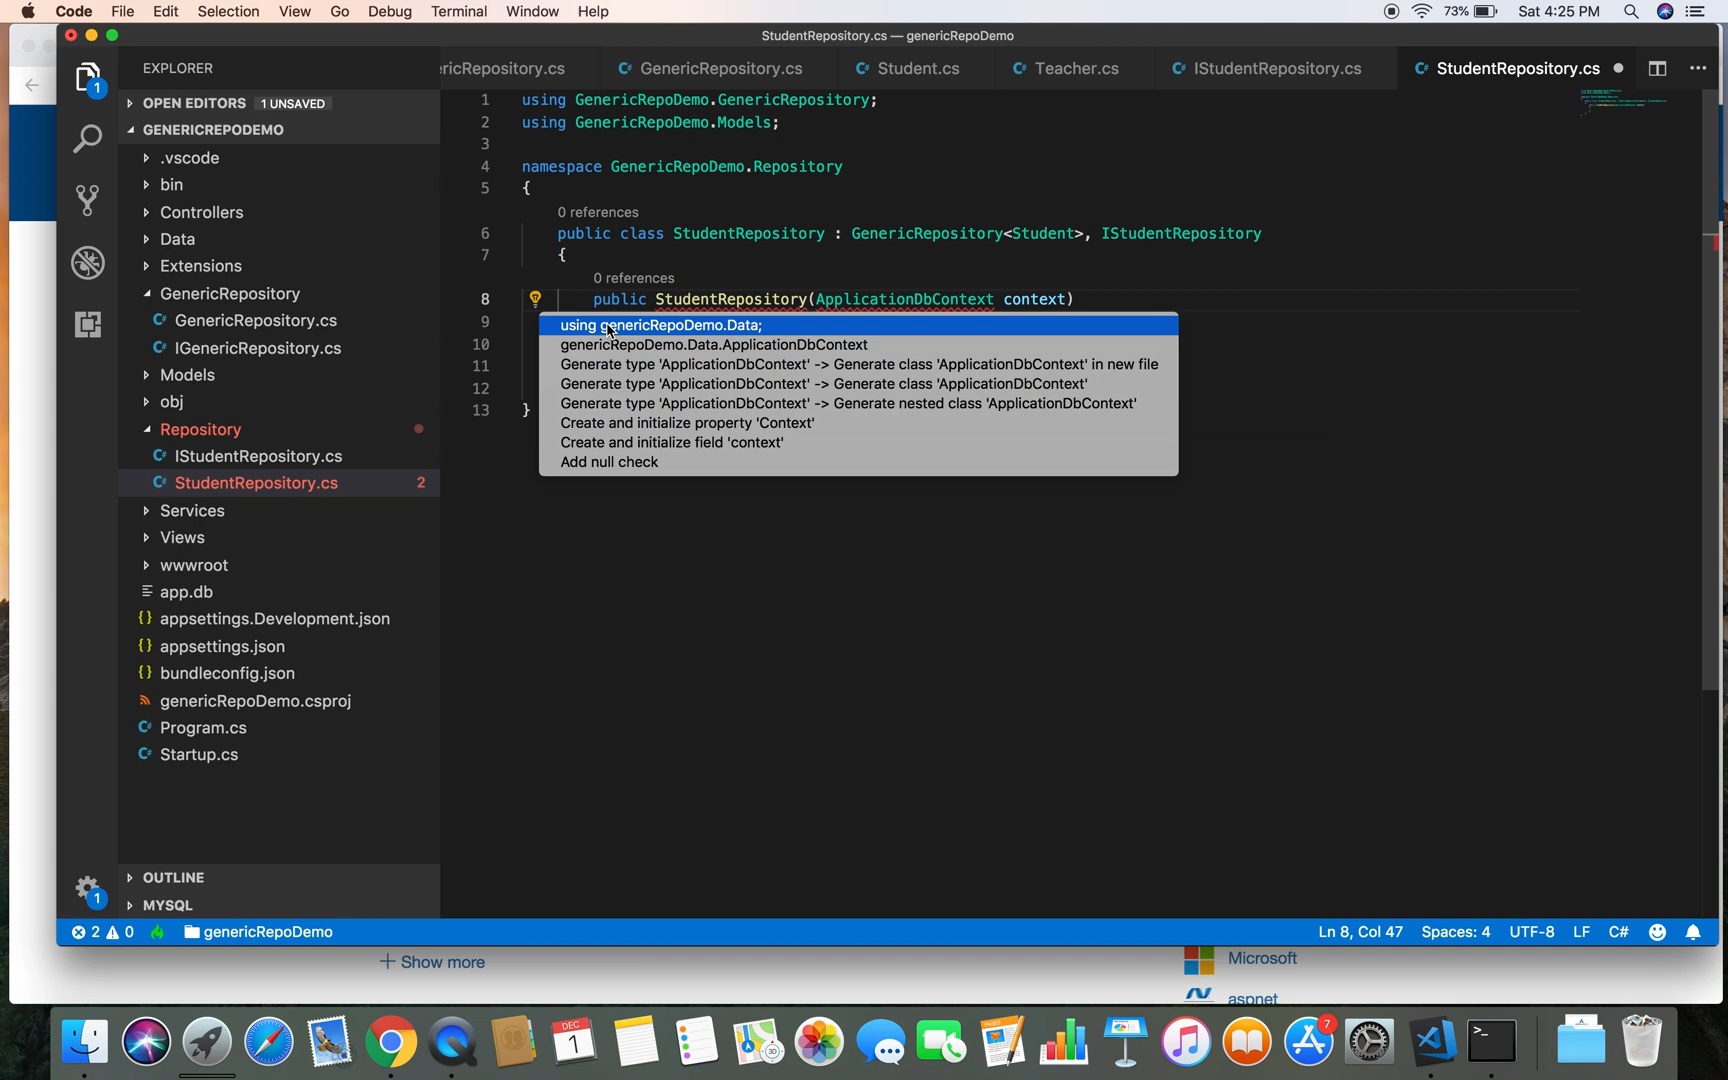 Code File Edit Selection View Go Debug Terminal Window Help
73% Sat 4:25 PM
StudentRepository.cs — genericRepoDemo
EXPLORER
ericRepository.cs GenericRepository.cs Student.cs Teacher.cs IStudentRepository.cs StudentRepository.cs
OPEN EDITORS 1 UNSAVED
GENERICREPODEMO
.vscode
bin
Controllers
Data
Extensions
GenericRepository
GenericRepository.cs
IGenericRepository.cs
Models
obj
Repository
IStudentRepository.cs
StudentRepository.cs 2
Services
Views
wwwroot
app.db
appsettings.Development.json
appsettings.json
bundleconfig.json
genericRepoDemo.csproj
Program.cs
Startup.cs
OUTLINE
MYSQL
1
1
1 using GenericRepoDemo.GenericRepository;
2 using GenericRepoDemo.Models;
3
4 namespace GenericRepoDemo.Repository
5 {
0 references
6 public class StudentRepository : GenericRepository<Student>, IStudentRepository
7 {
0 references
8 public StudentRepository(ApplicationDbContext context)
9
10
11
12
13 }
using genericRepoDemo.Data;
genericRepoDemo.Data.ApplicationDbContext
Generate type 'ApplicationDbContext' -> Generate class 'ApplicationDbContext' in new file
Generate type 'ApplicationDbContext' -> Generate class 'ApplicationDbContext'
Generate type 'ApplicationDbContext' -> Generate nested class 'ApplicationDbContext'
Create and initialize property 'Context'
Create and initialize field 'context'
Add null check
2 0 genericRepoDemo Ln 8, Col 47 Spaces: 4 UTF-8 LF C#
+ Show more
Microsoft
aspnet
DEC
1
3D
PAGES
7
>_